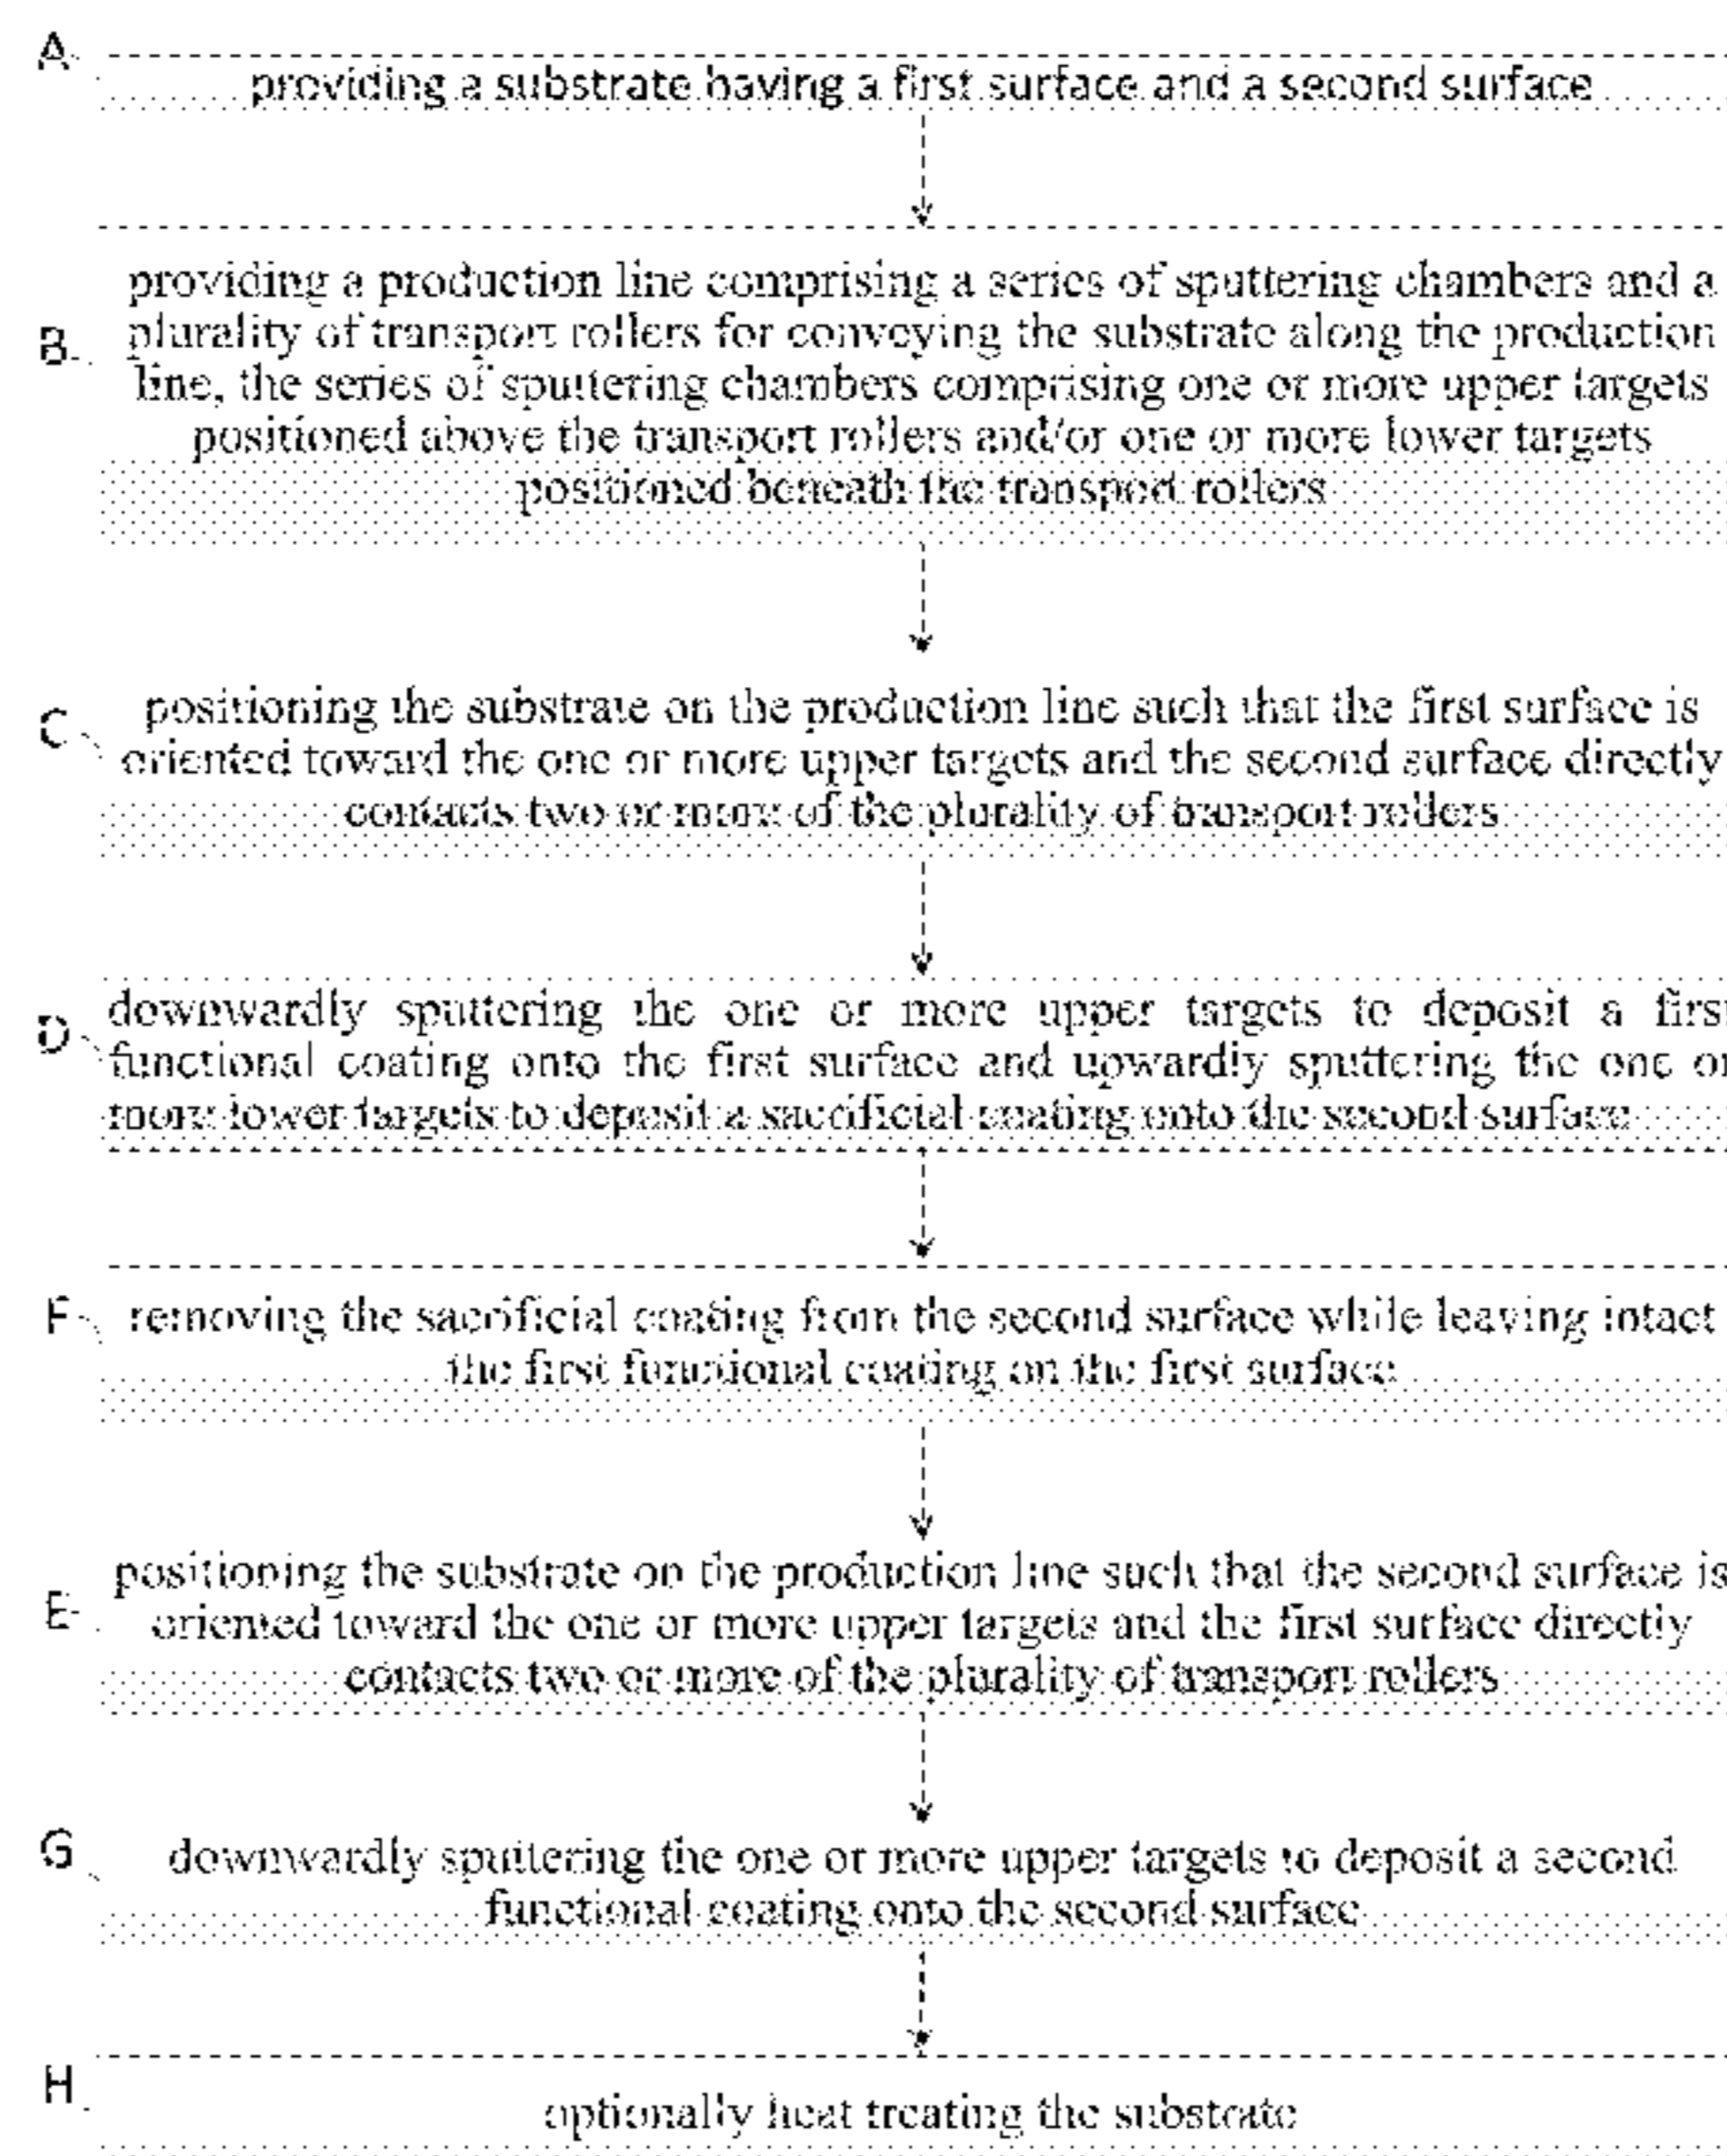 A
providing a substrate having a first surface and a second surface
providing a production line comprising a series of sputtering chambers and a
B plurality of transport rollers for conveying the substrate along the production
line, the series of sputtering chambers comprising one or more upper targets
positioned above the transport rollers and/or one or more lower targets
positioned beneath the transport rollers
C positioning the substrate on the production line such that the first surface is
oriented toward the one or more upper targets and the second surface directly
contacts two or more of the plurality of transport rollers
D downwardly sputtering the one or more upper targets to deposit a first
functional coating onto the first surface and upwardly sputtering the one or
more lower targets to deposit a sacrificial coating onto the second surface
F removing the sacrificial coating from the second surface while leaving intact
the first functional coating on the first surface
positioning the substrate on the production line such that the second surface is
E oriented toward the one or more upper targets and the first surface directly
contacts two or more of the plurality of transport rollers
G downwardly sputtering the one or more upper targets to deposit a second
functional coating onto the second surface
H
optionally heat treating the substrate